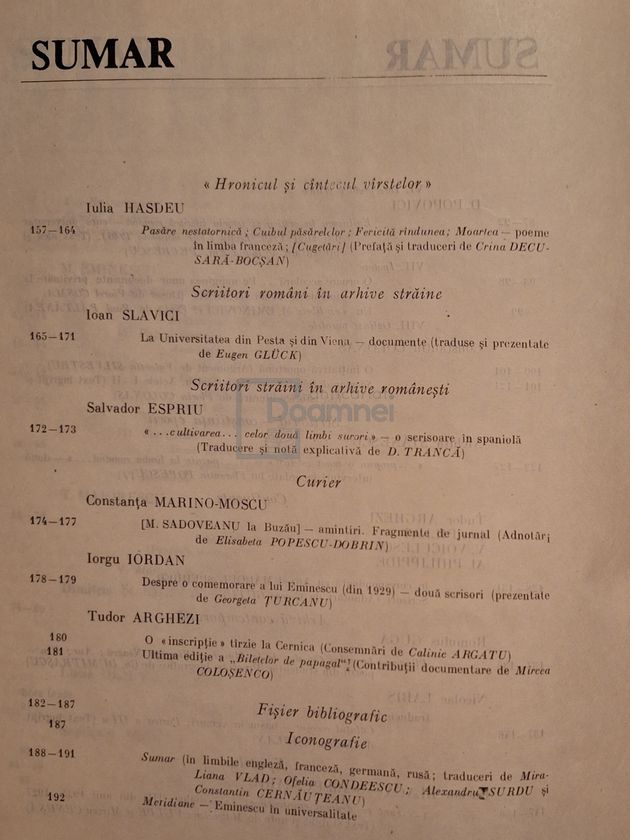 SUMAR
« Hronicul și cîntecul vîrstelor »
Iulia HASDEU
157—164 Pasăre nestatornică ; Cuibul păsărelelor ; Fericită rîndunea ; Moartea — poeme
în limba franceză ; [Cugetări] (Prefață și traduceri de Crina DECU-
SARĂ-BOCȘAN)
Scriitori români în arhive străine
Ioan SLAVICI
165—171 La Universitatea din Pesta și din Viena — documente (traduse și prezentate
de Eugen GLÜCK)
Scriitori străini în arhive românești
Salvador ESPRIU
172—173 « ...cultivarea... celor două limbi surori » — o scrisoare în spaniolă
(Traducere și notă explicativă de D. TRANCĂ)
Doamnei
Curier
Constanța MARINO-MOSCU
174—177 [M. SADOVEANU la Buzău] — amintiri. Fragmente de jurnal (Adnotări
de Elisabeta POPESCU-DOBRIN)
Iorgu IORDAN
178—179 Despre o comemorare a lui Eminescu (din 1929) — două scrisori (prezentate
de Georgeta ȚURCANU)
Tudor ARGHEZI
180 O « inscripție » tîrzie la Cernica (Consemnări de Calinic ARGATU)
181 Ultima ediție a „Biletelor de papagal"! (Contribuții documentare de Mircea
COLOȘENCO)
182—187 Fișier bibliografic
187 Iconografie
188—191 Sumar (în limbile engleză, franceză, germană, rusă ; traduceri de Mira-
Liana VLAD ; Ofelia CONDEESCU ; Alexandru SURDU și
Constantin CERNĂUȚEANU)
192 Meridiane — Eminescu în universalitate